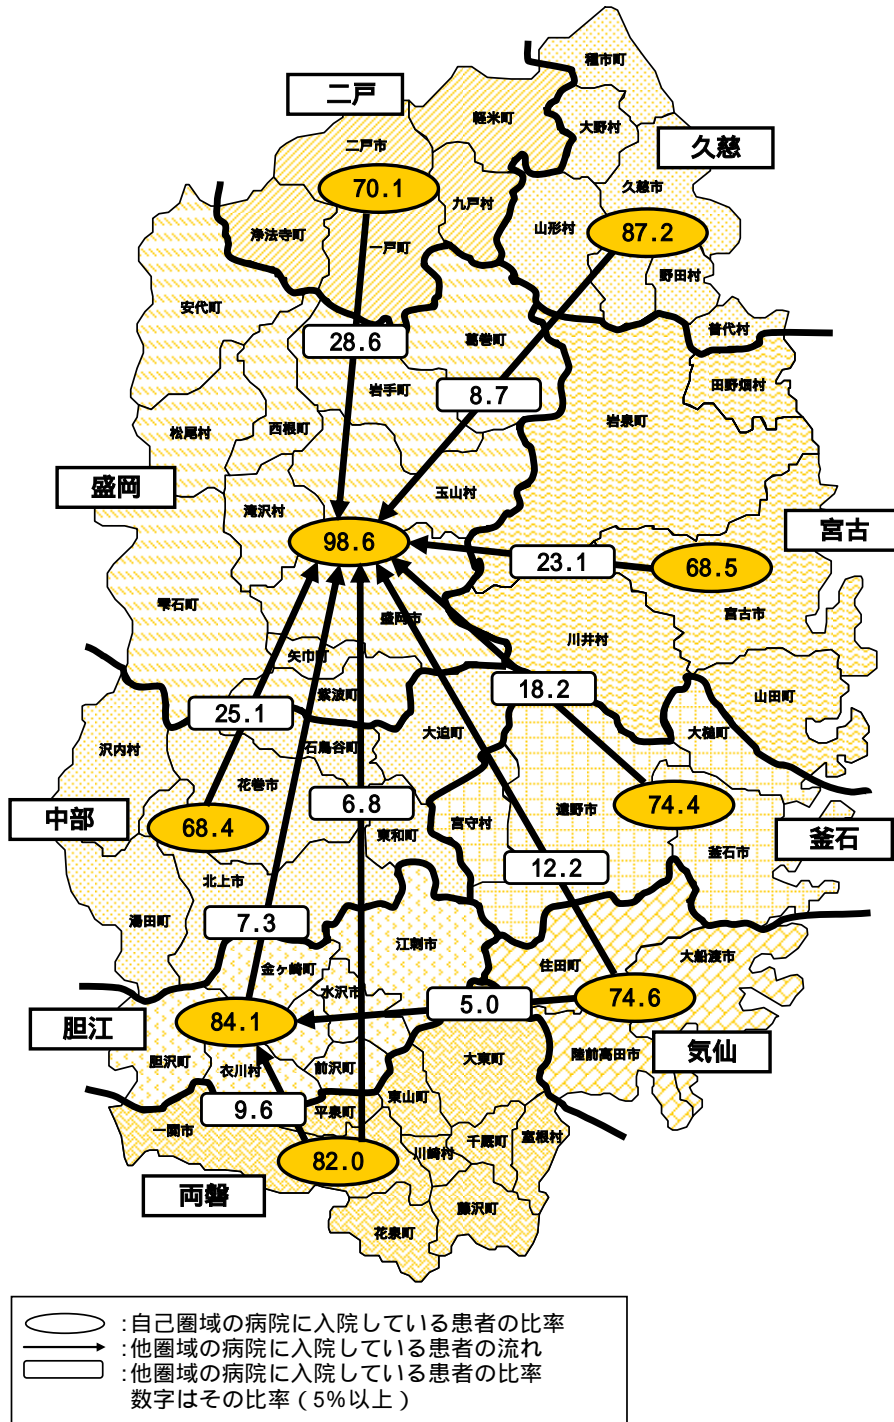 種市町
二戸
軽米町
大野村
久慈
二戸市
70.1
九戸村
久慈市
浄法寺町
一戸町
山形村
87.2
野田村
安代町
普代村
28.6
葛巻町
田野畑村
岩手町
8.7
岩泉町
松尾村
西根町
盛岡
滝沢村
玉山村
宮古
98.6
23.1
68.5
雫石町
盛岡市
宮古市
川井村
矢巾町
紫波町
18.2
山田町
25.1
大迫町
大槌町
沢内村
石鳥谷町
花巻市
中部
6.8
宮守村
遠野市
74.4
68.4
東和町
釜石
釜石市
12.2
北上市
湯田町
7.3
江刺市
金ヶ崎町
住田町
大船渡市
水沢市
5.0
74.6
胆江
84.1
気仙
胆沢町
衣川村
前沢町
大東町
陸前高田市
9.6
平泉町
東山町
一関市
川崎村
千厩町
室根村
82.0
両磐
藤沢町
花泉町
:自己圏域の病院に入院している患者の比率
:他圏域の病院に入院している患者の流れ
:他圏域の病院に入院している患者の比率
数字はその比率（5%以上）